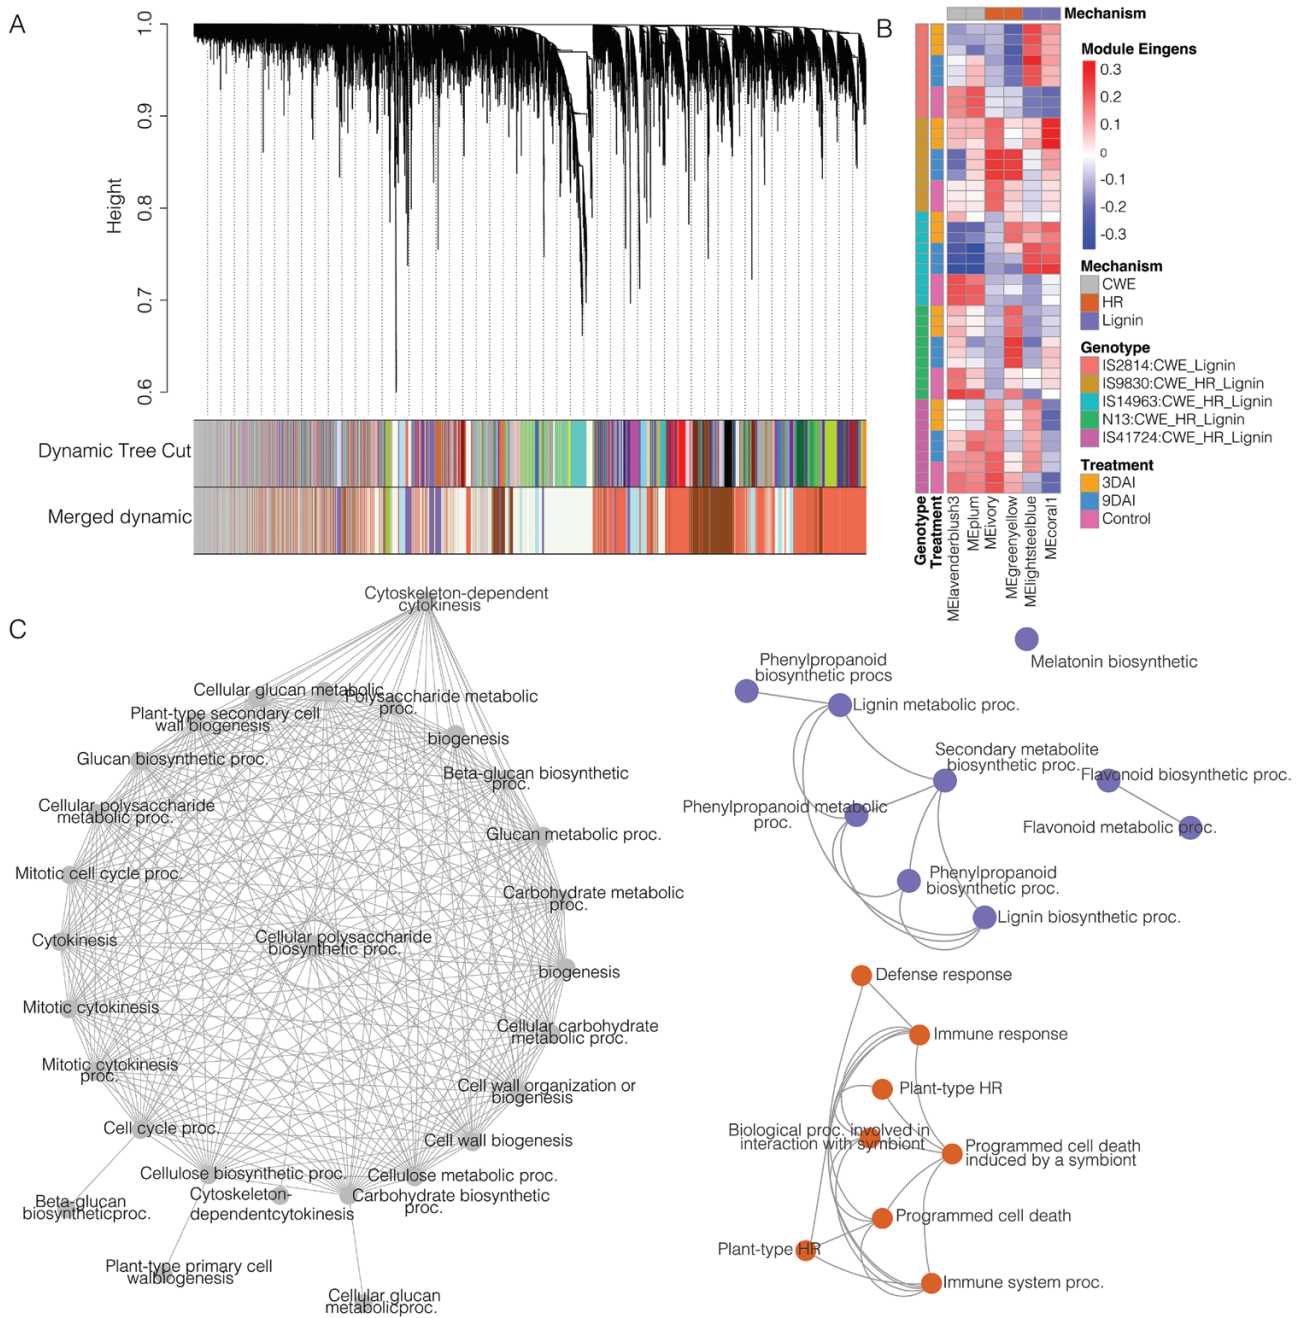 A
1.0
0.9
0.8
0.7
0.6
Height
Dynamic Tree Cut
Merged dynamic
B
Mechanism
Module Eingens
0.3
0.2
0.1
0
-0.1
-0.2
-0.3
Mechanism
CWE
HR
Lignin
Genotype
IS2814:CWE_Lignin
IS9830:CWE_HR_Lignin
IS14963:CWE_HR_Lignin
N13:CWE_HR_Lignin
IS41724:CWE_HR_Lignin
Treatment
3DAI
9DAI
Control
Genotype
Treatment
MElavenderblush3
MEplum
MEivory
MEgreenyellow
MElightsteelblue
MEcoral1
C
Cytoskeleton-dependent
cytokinesis
Cellular glucan metabolic
Polysaccharide metabolic
proc.
Plant-type secondary cell
wall biogenesis
biogenesis
Glucan biosynthetic proc.
Beta-glucan biosynthetic
proc.
Cellular polysaccharide
metabolic proc.
Glucan metabolic proc.
Mitotic cell cycle proc.
Carbohydrate metabolic
proc.
Cytokinesis
Cellular polysaccharide
biosynthetic proc.
biogenesis
Mitotic cytokinesis
Cellular carbohydrate
metabolic proc.
Mitotic cytokinesis
proc.
Cell wall organization or
biogenesis
Cell cycle proc.
Cell wall biogenesis
Cellulose biosynthetic proc.
Cellulose metabolic proc.
Cytoskeleton-
dependentcytokinesis
Carbohydrate biosynthetic
proc.
Beta-glucan
biosyntheticproc.
Plant-type primary cell
walbiogenesis
Cellular glucan
metabolicproc.
Melatonin biosynthetic
Phenylpropanoid
biosynthetic procs
Lignin metabolic proc.
Secondary metabolite
biosynthetic proc.
Flavonoid biosynthetic proc.
Phenylpropanoid metabolic
proc.
Flavonoid metabolic proc.
Phenylpropanoid
biosynthetic proc.
Lignin biosynthetic proc.
Defense response
Immune response
Plant-type HR
Biological proc. involved in
interaction with symbiont
Programmed cell death
induced by a symbiont
Programmed cell death
Plant-type HR
Immune system proc.